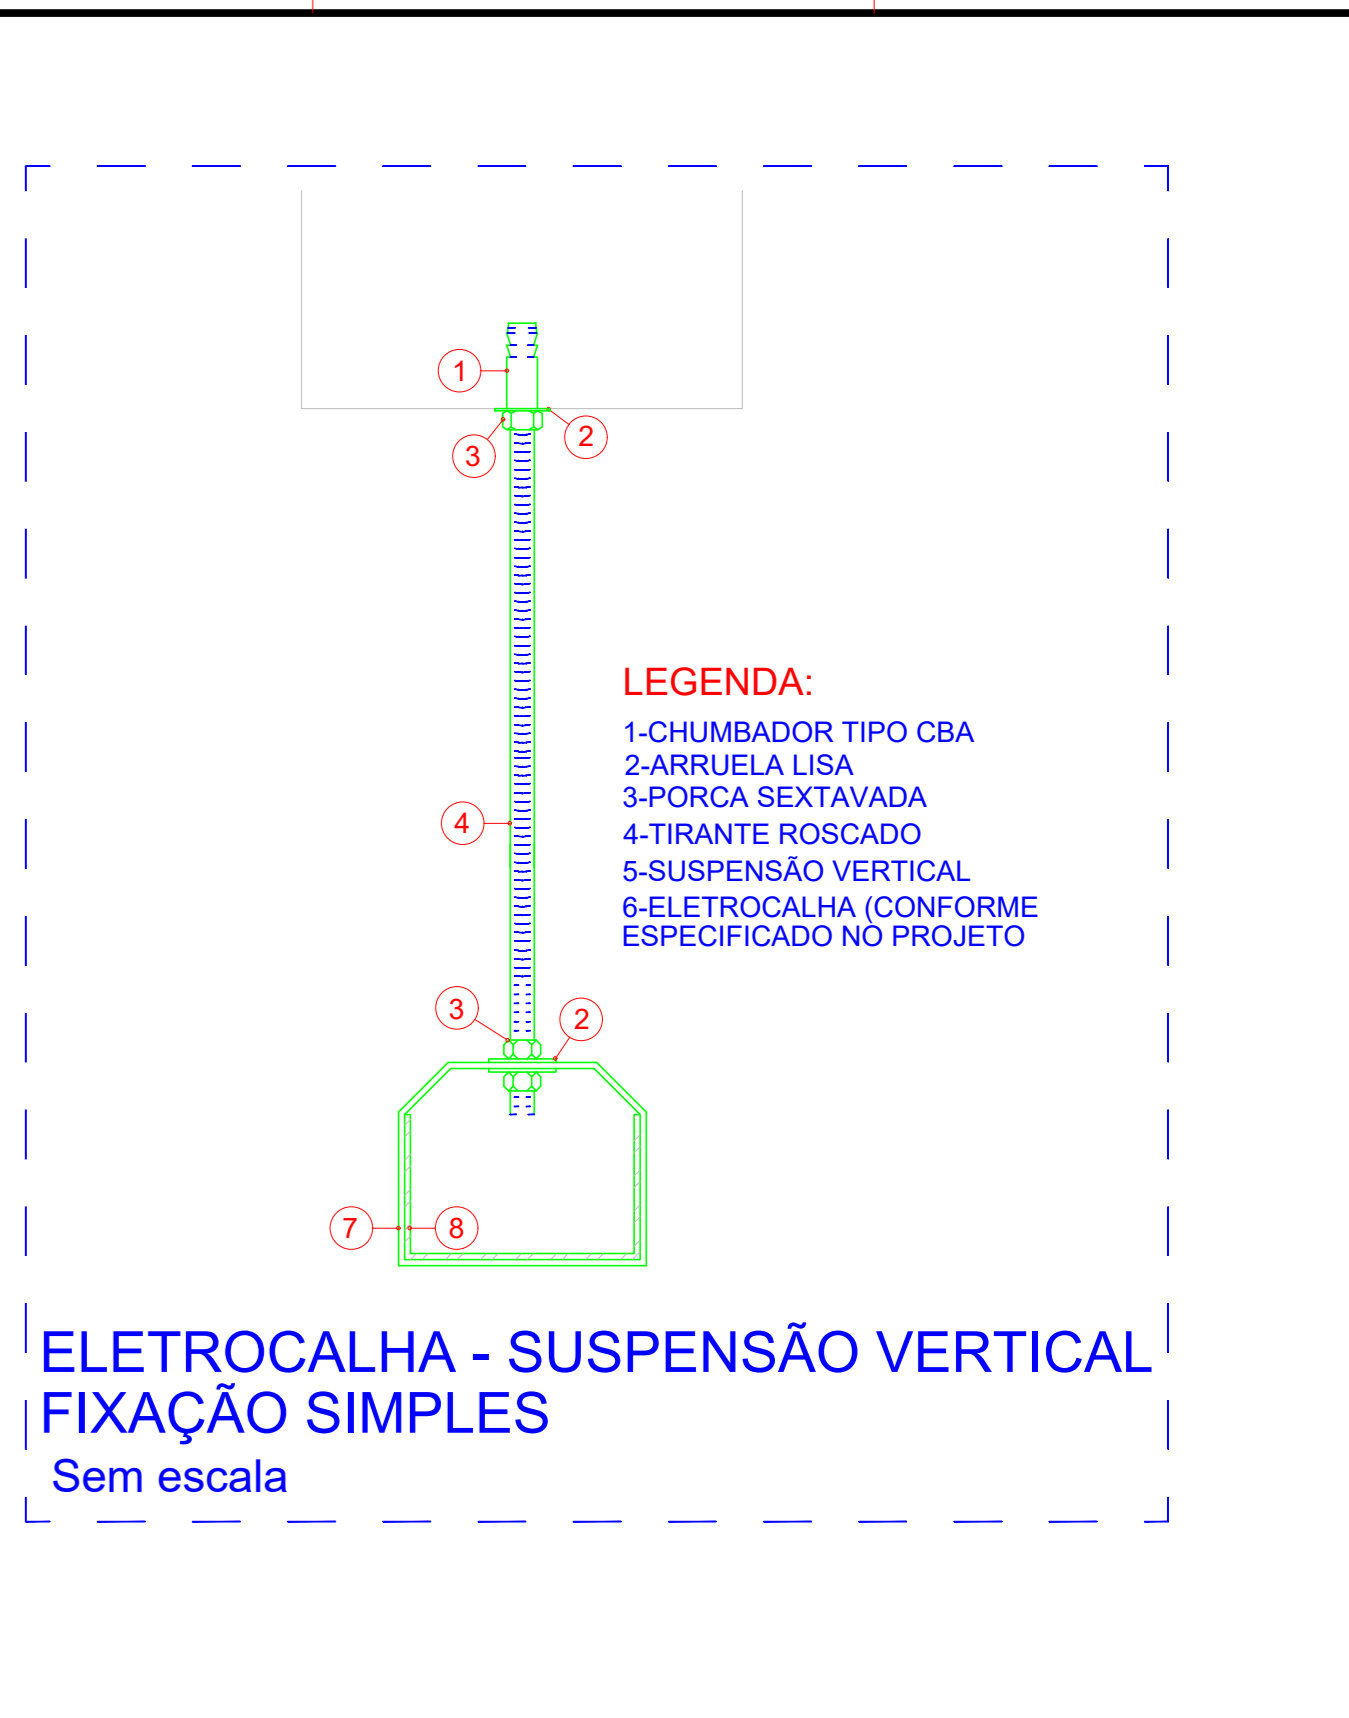 1
3
2
LEGENDA:
1-CHUMBADOR TIPO CBA
2-ARRUELA LISA
3-PORCA SEXTAVADA
4
4-TIRANTE ROSCADO
5-SUSPENSÃO VERTICAL
6-ELETROCALHA (CONFORME
ESPECIFICADO NO PROJETO
3
2
7
8
ELETROCALHA - SUSPENSÃO VERTICAL
FIXAÇÃO SIMPLES
Sem escala